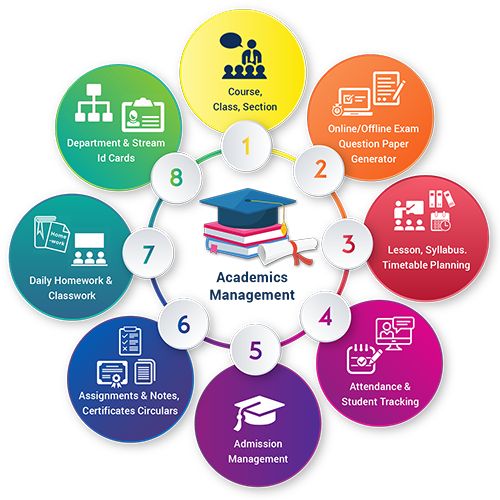 Course,
Class, Section
1
Online/Offline Exam
Question Paper
Generator
2
Lesson, Syllabus.
Timetable Planning
3
Attendance &
Student Tracking
4
Admission
Management
5
Assignments & Notes,
Certificates Circulars
6
Home
-work
Daily Homework &
Classwork
7
Department & Stream
Id Cards
8
Academics
Management